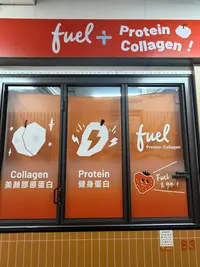 fuel + Protein
Collagen !
Collagen
美顏膠原蛋白
Protein
健身蛋白
fuel
Protein + Collagen
Fuel
& go!